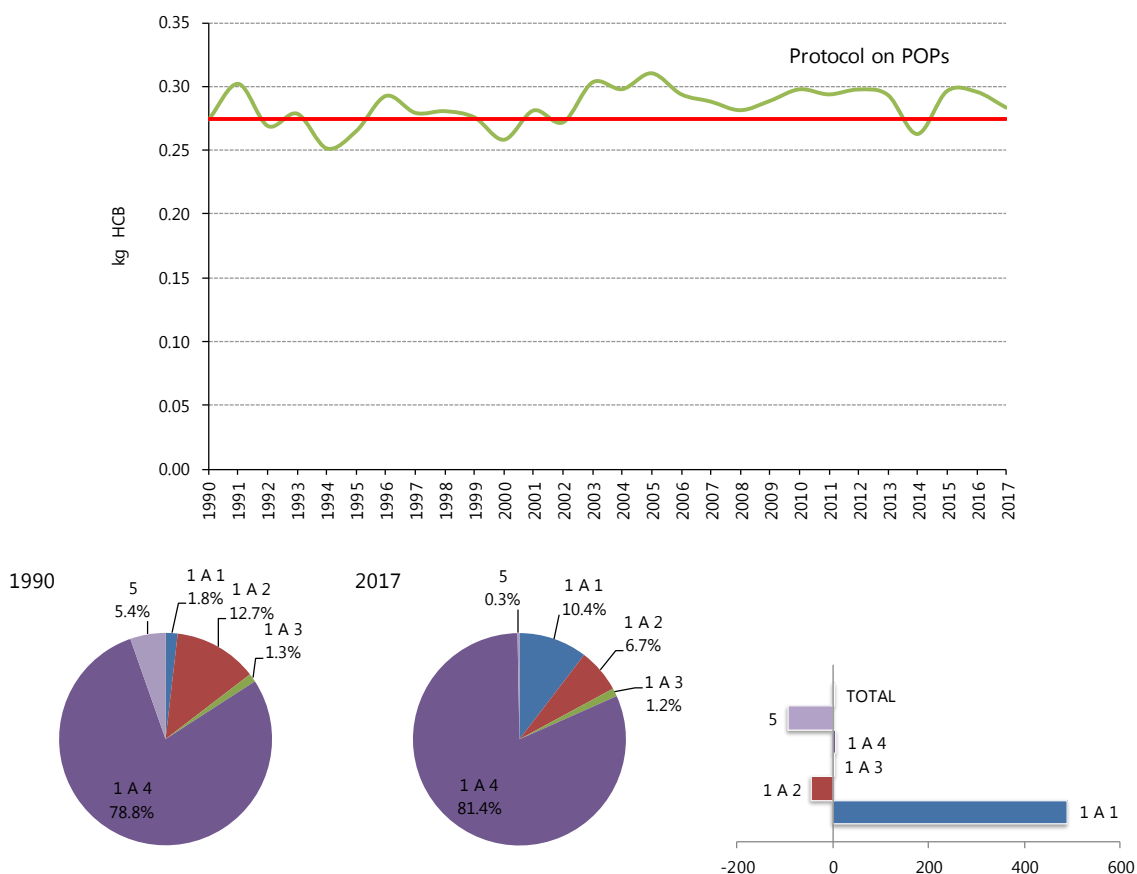 0.35
Protocol on POPs
0.30
0.25
0.20
kg HCB
0.15
0.10
0.05
0.00
1990 1991 1992 1993 1994 1995 1996 1997 1998 1999 2000 2001 2002 2003 2004 2005 2006 2007 2008 2009 2010 2011 2012 2013 2014 2015 2016 2017
1990
5
5.4%
1 A 1
1.8%
1 A 2
12.7%
1 A 3
1.3%
1 A 4
78.8%
2017
5
0.3%
1 A 1
10.4%
1 A 2
6.7%
1 A 3
1.2%
1 A 4
81.4%
TOTAL
5
1 A 4
1 A 3
1 A 2
1 A 1
-200 0 200 400 600